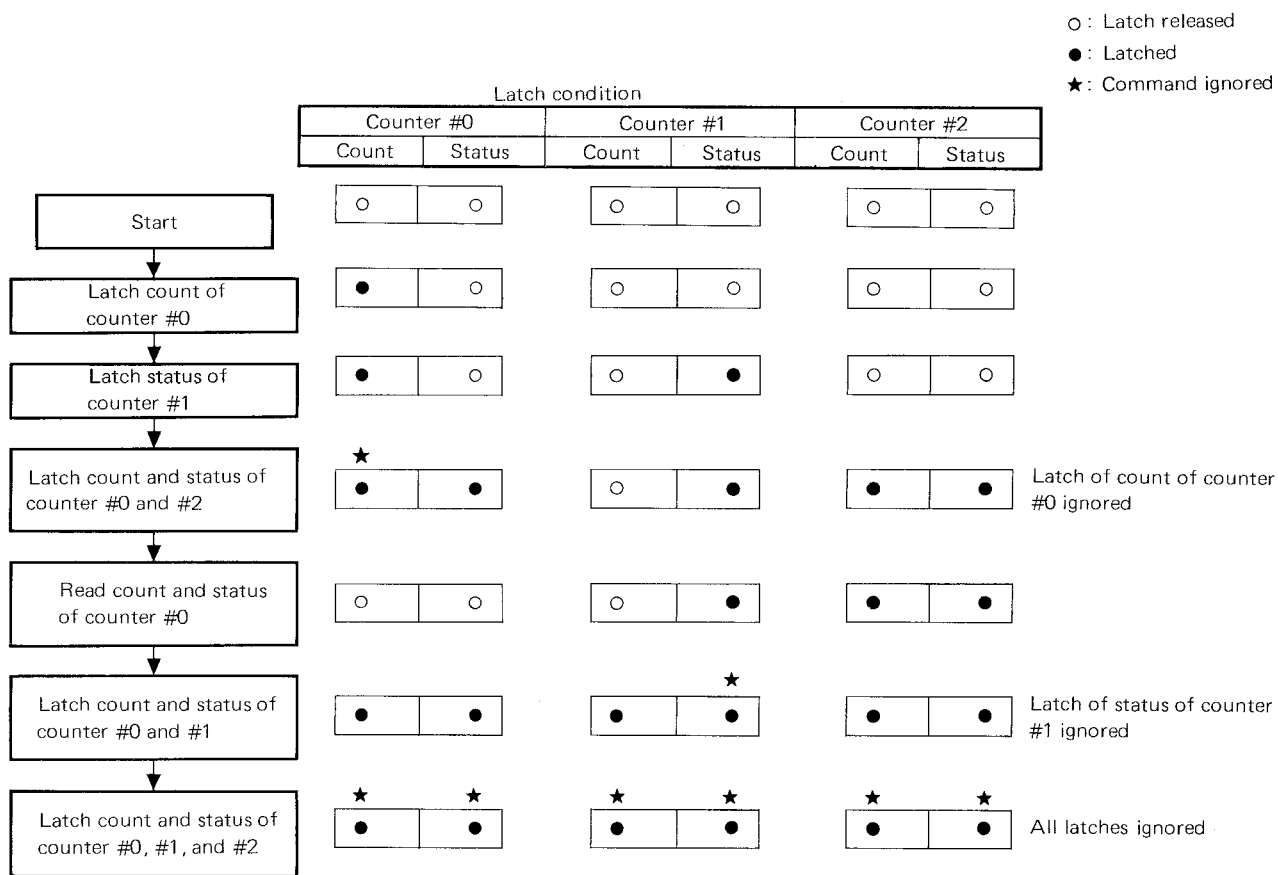 ○ : Latch released
● : Latched
★ : Command ignored
Latch condition
Counter #0 Counter #1 Counter #2
Count Status Count Status Count Status
Start
Latch count of
counter #0
Latch status of
counter #1
Latch count and status of
counter #0 and #2
Latch of count of counter
#0 ignored
Read count and status
of counter #0
Latch count and status of
counter #0 and #1
Latch of status of counter
#1 ignored
Latch count and status of
counter #0, #1, and #2
All latches ignored